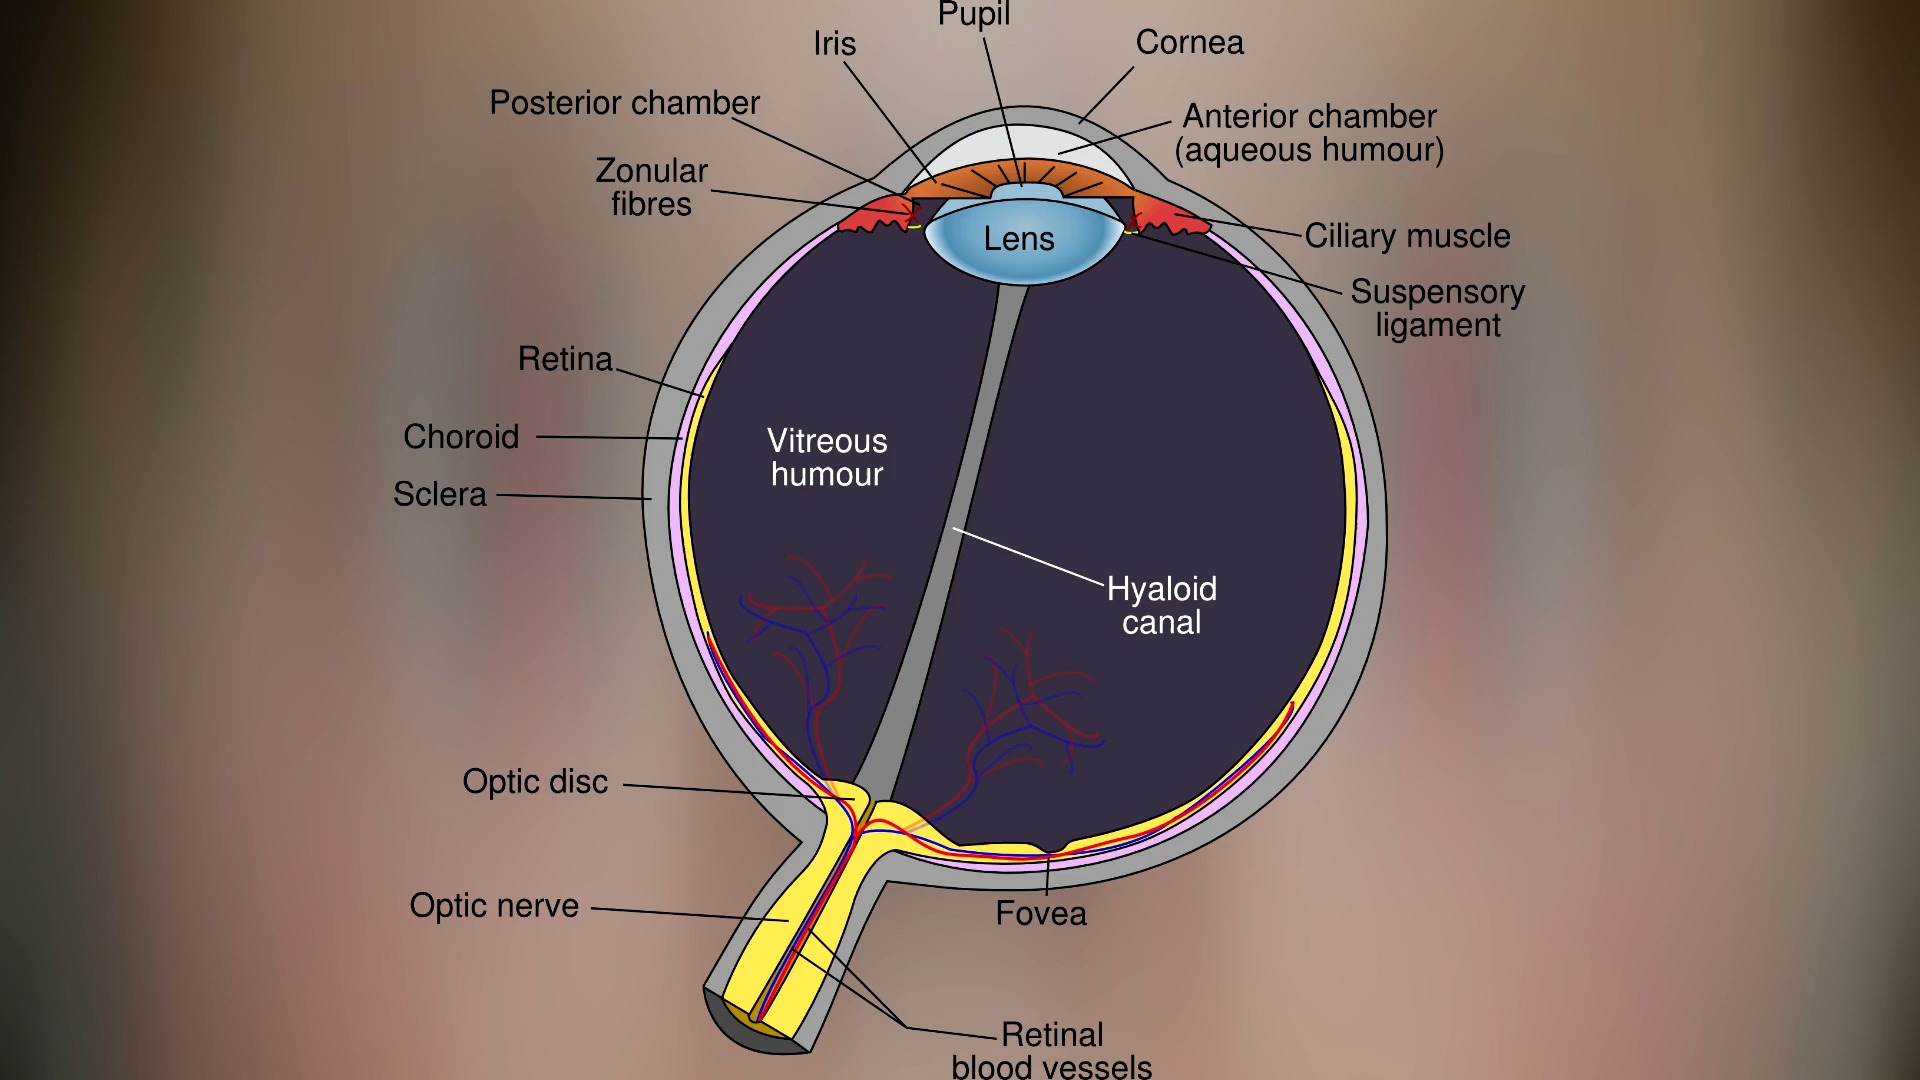 Pupil
Iris
Cornea
Posterior chamber
Anterior chamber
(aqueous humour)
Zonular
fibres
Lens
Ciliary muscle
Suspensory
ligament
Retina
Choroid
Vitreous
humour
Sclera
Hyaloid
canal
Optic disc
Optic nerve
Fovea
Retinal
blood vessels